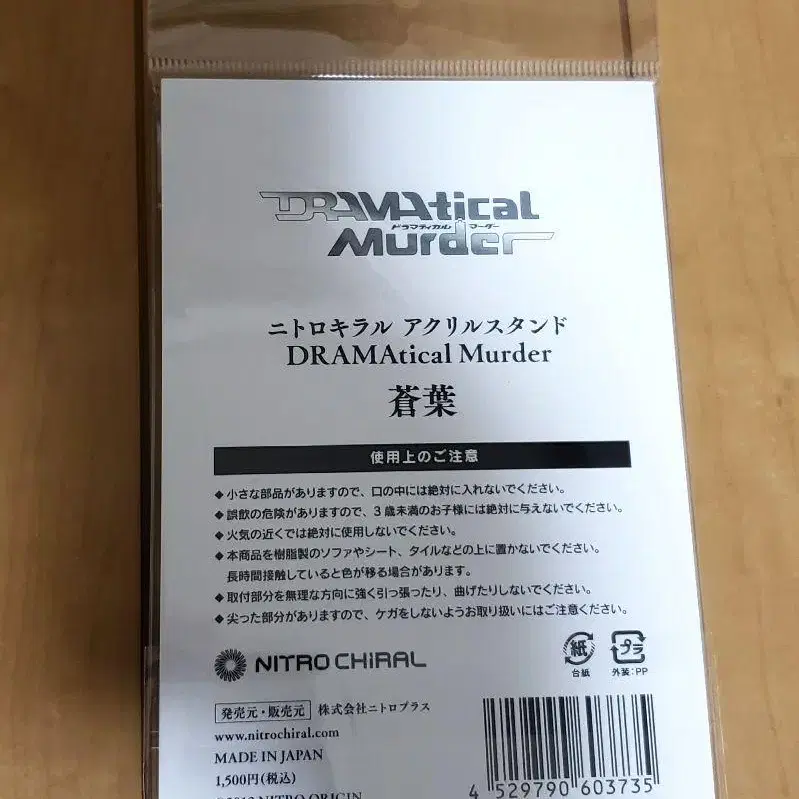 DRAMAtical
ドラマティカル マーダー
Murder
ニトロキラル アクリルスタンド
DRAMAtical Murder
蒼葉
使用上のご注意
◆小さな部品がありますので、口の中には絶対に入れないでください。
◆誤飲の危険がありますので、3歳未満のお子様には絶対に与えないでください。
◆火気の近くでは絶対に使用しないでください。
◆本商品を樹脂製のソファやシート、タイルなどの上に置かないでください。
長時間接触していると色が移る場合があります。
◆取付部分を無理な方向に強く引っ張ったり、曲げたりしないでください。
◆尖った部分がありますので、ケガをしないようお取り扱いにはご注意ください。
NITRO CHiRAL
紙
台紙
プラ
外装:PP
発売元・販売元 株式会社ニトロプラス
www.nitrochiral.com
MADE IN JAPAN
1,500円(税込)
NITRO ORIGIN
4 529790 603735